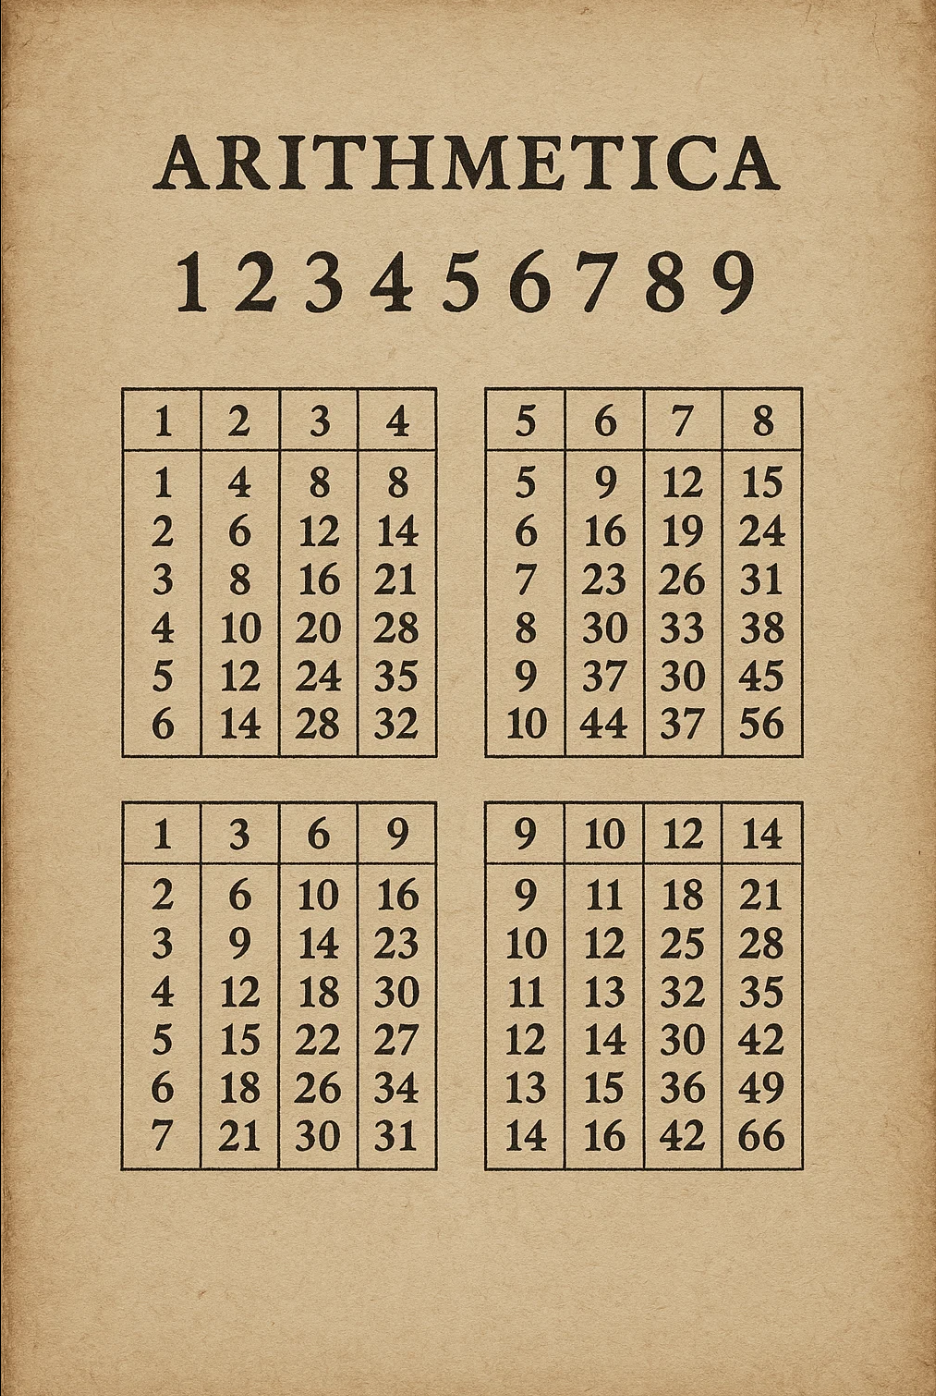 ARITHMETICA
1 2 3 4 5 6 7 8 9
1 2 3 4
1 4 8 8
2 6 12 14
3 8 16 21
4 10 20 28
5 12 24 35
6 14 28 32
5 6 7 8
5 9 12 15
6 16 19 24
7 23 26 31
8 30 33 38
9 37 30 45
10 44 37 56
1 3 6 9
2 6 10 16
3 9 14 23
4 12 18 30
5 15 22 27
6 18 26 34
7 21 30 31
9 10 12 14
9 11 18 21
10 12 25 28
11 13 32 35
12 14 30 42
13 15 36 49
14 16 42 66